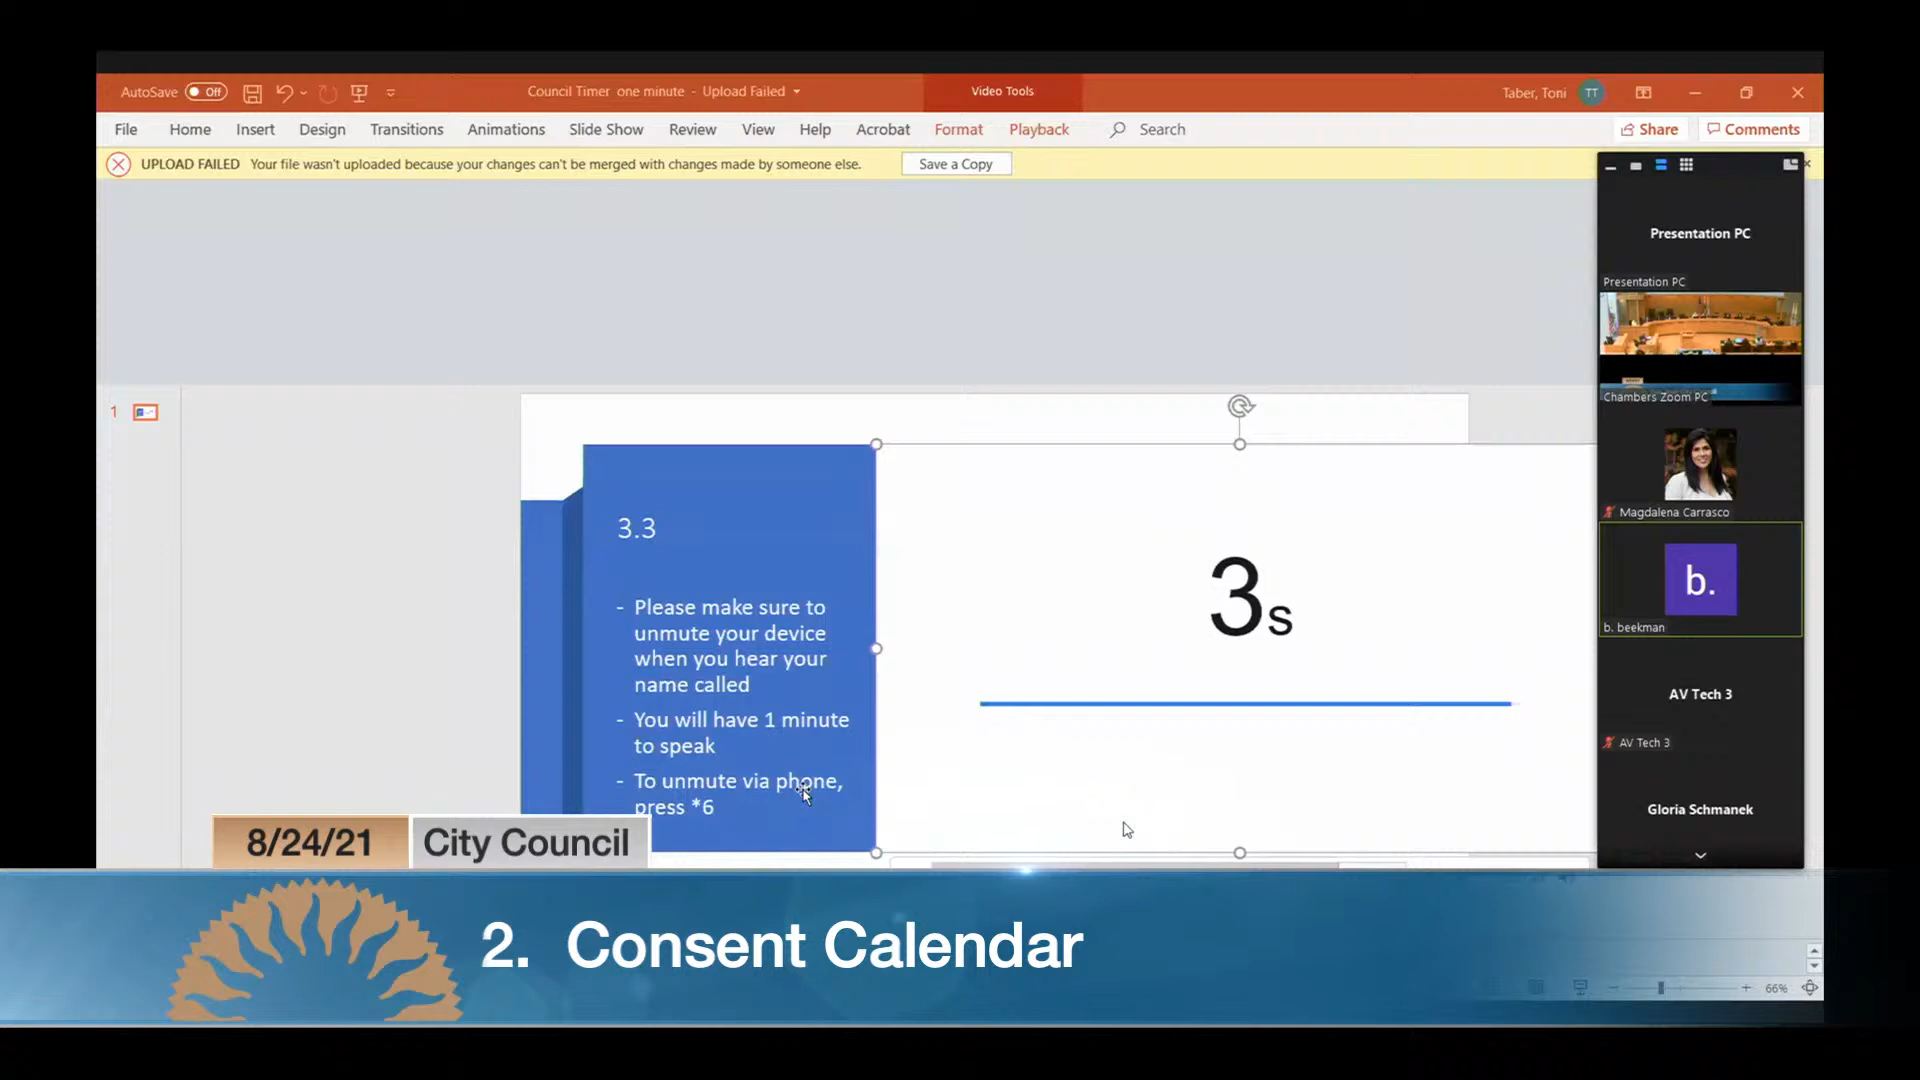 AutoSave Off
Council Timer one minute - Upload Failed
Video Tools
Taber, Toni TT
File Home Insert Design Transitions Animations Slide Show Review View Help Acrobat Format Playback Search Share Comments
UPLOAD FAILED Your file wasn't uploaded because your changes can't be merged with changes made by someone else. Save a Copy
Presentation PC
Presentation PC
Chambers Zoom PC
Magdalena Carrasco
b.
b. beekman
AV Tech 3
AV Tech 3
Gloria Schmanek
1
3.3
- Please make sure to
unmute your device
when you hear your
name called
- You will have 1 minute
to speak
- To unmute via phone,
press *6
3s
8/24/21 City Council
2. Consent Calendar
66%